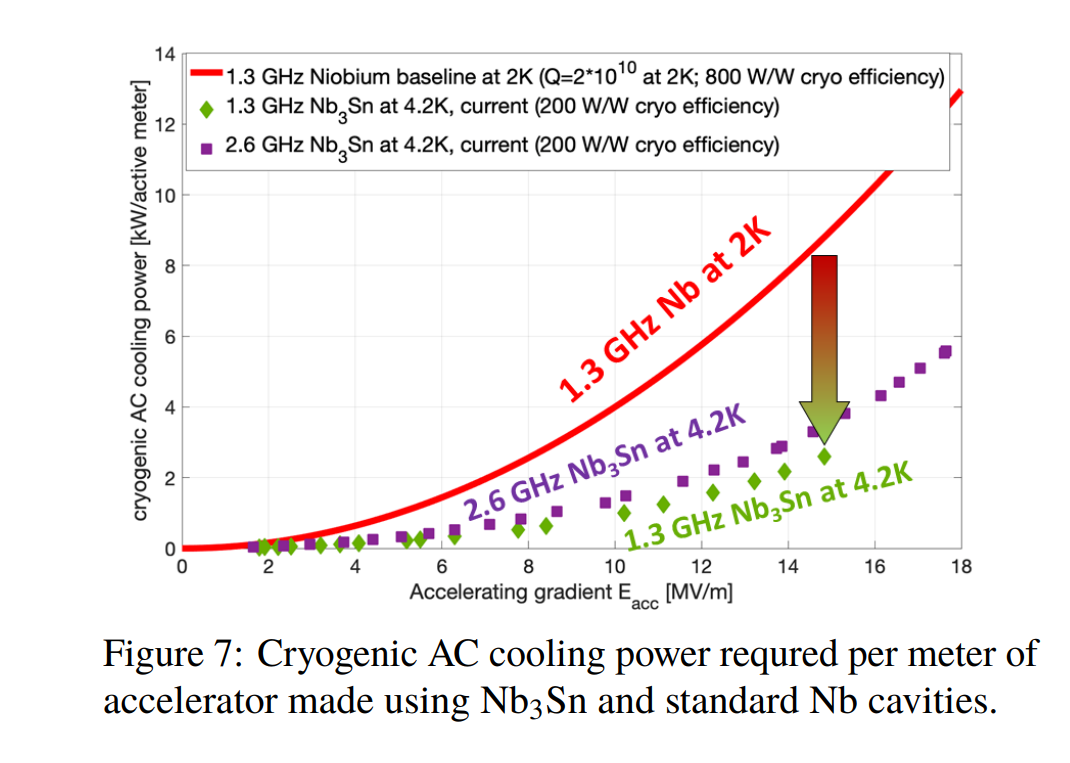 14
1.3 GHz Niobium baseline at 2K (Q=2*10^10 at 2K; 800 W/W cryo efficiency)
1.3 GHz Nb3Sn at 4.2K, current (200 W/W cryo efficiency)
2.6 GHz Nb3Sn at 4.2K, current (200 W/W cryo efficiency)
12
10
8
6
4
2
0
cryogenic AC cooling power [kW/active meter]
1.3 GHz Nb at 2K
2.6 GHz Nb3Sn at 4.2K
1.3 GHz Nb3Sn at 4.2K
0 2 4 6 8 10 12 14 16 18
Accelerating gradient Eacc [MV/m]
Figure 7: Cryogenic AC cooling power requred per meter of
accelerator made using Nb3Sn and standard Nb cavities.